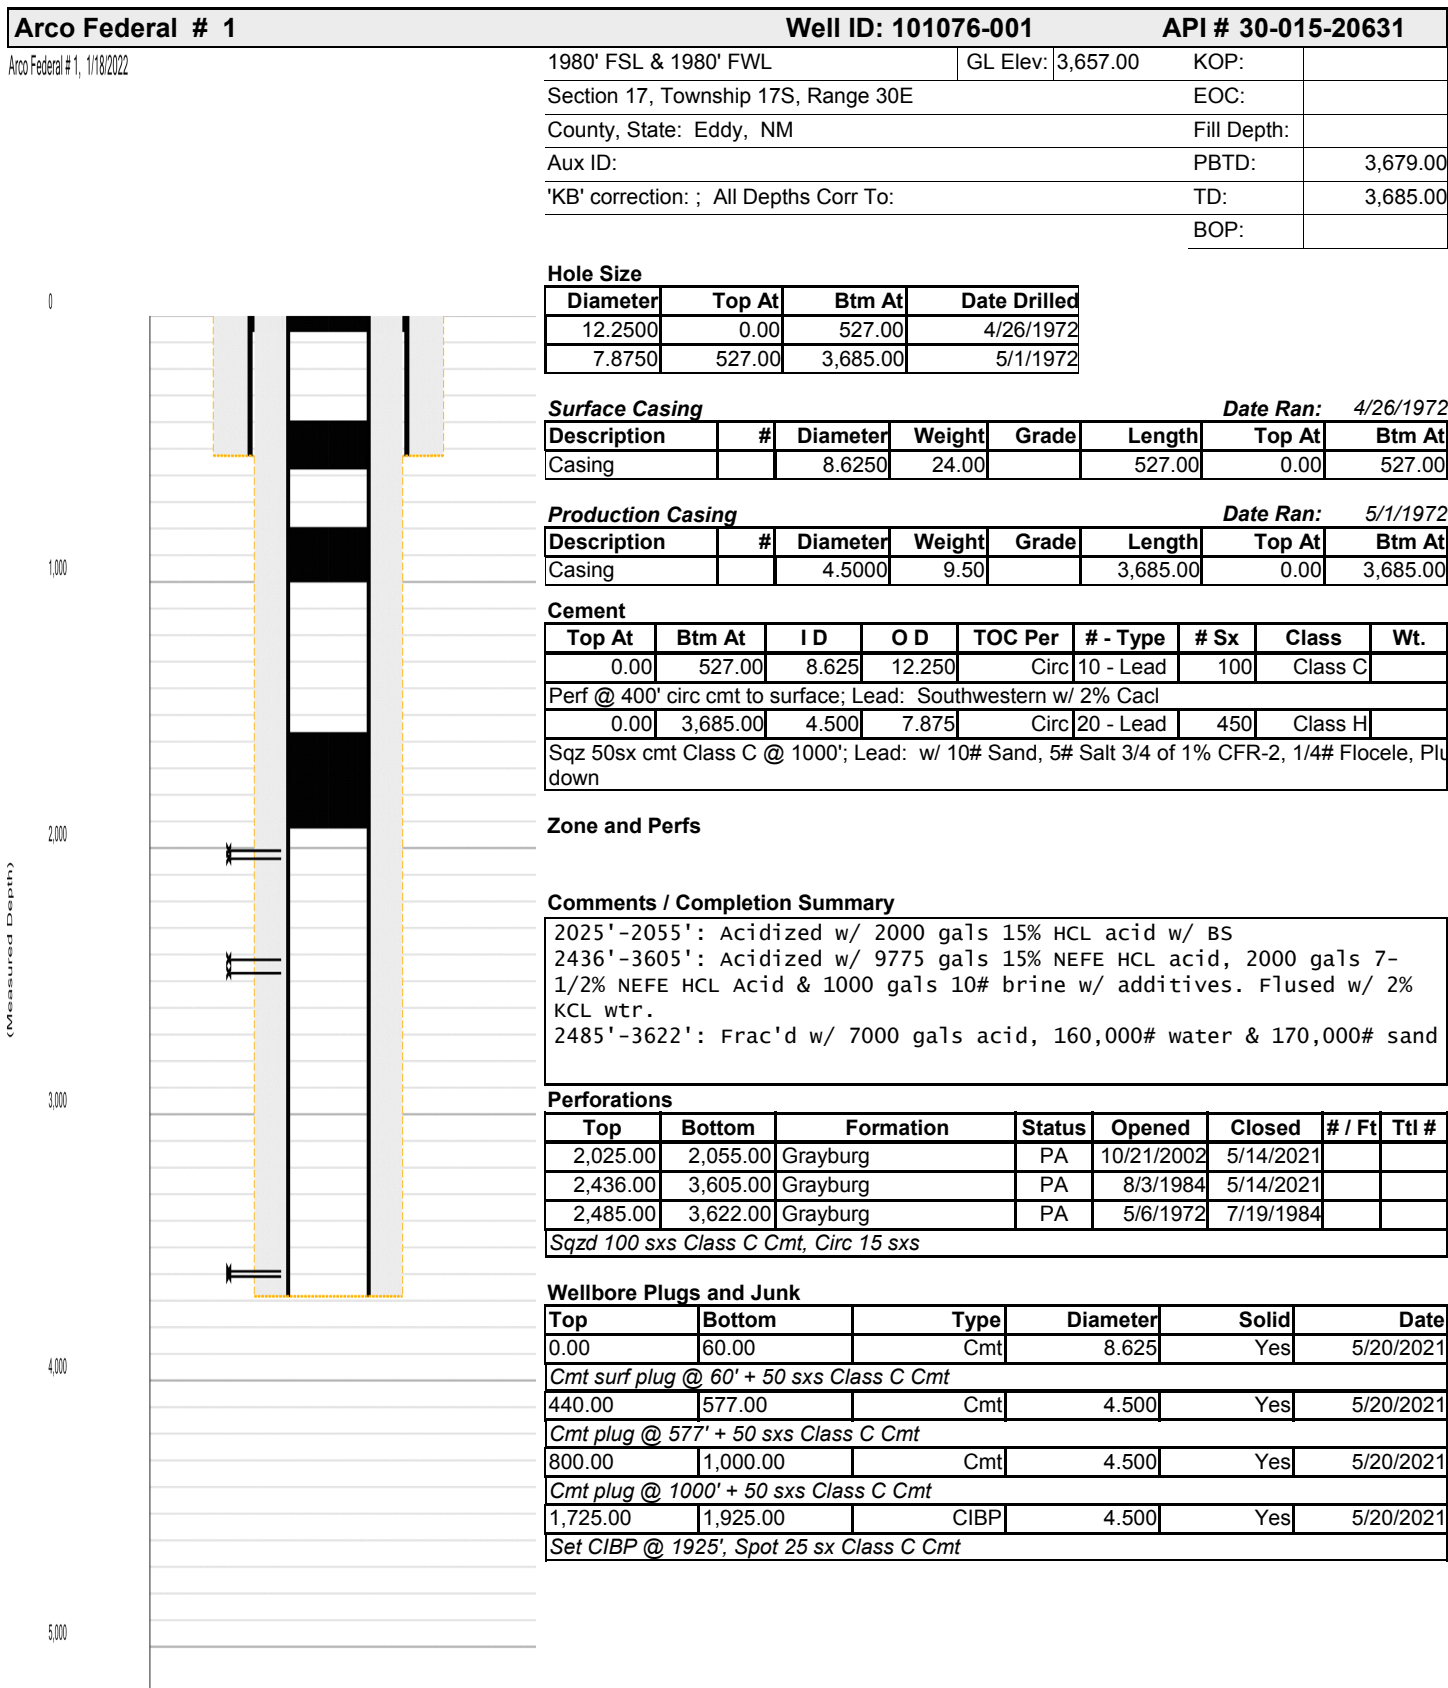 Arco Federal # 1 Well ID: 101076-001 API # 30-015-20631
Arco Federal # 1, 1/18/2022
1980' FSL & 1980' FWL GL Elev: 3,657.00 KOP:
Section 17, Township 17S, Range 30E EOC:
County, State: Eddy, NM Fill Depth:
Aux ID: PBTD: 3,679.00
'KB' correction: ; All Depths Corr To: TD: 3,685.00
BOP:
Hole Size
Diameter Top At Btm At Date Drilled
12.2500 0.00 527.00 4/26/1972
7.8750 527.00 3,685.00 5/1/1972
Surface Casing Date Ran: 4/26/1972
Description # Diameter Weight Grade Length Top At Btm At
Casing 8.6250 24.00 527.00 0.00 527.00
Production Casing Date Ran: 5/1/1972
Description # Diameter Weight Grade Length Top At Btm At
Casing 4.5000 9.50 3,685.00 0.00 3,685.00
Cement
Top At Btm At I D O D TOC Per # - Type # Sx Class Wt.
0.00 527.00 8.625 12.250 Circ 10 - Lead 100 Class C
Perf @ 400' circ cmt to surface; Lead: Southwestern w/ 2% Cacl
0.00 3,685.00 4.500 7.875 Circ 20 - Lead 450 Class H
Sqz 50sx cmt Class C @ 1000'; Lead: w/ 10# Sand, 5# Salt 3/4 of 1% CFR-2, 1/4# Flocele, Plu
down
Zone and Perfs
Comments / Completion Summary
2025'-2055': Acidized w/ 2000 gals 15% HCL acid w/ BS
2436'-3605': Acidized w/ 9775 gals 15% NEFE HCL acid, 2000 gals 7-
1/2% NEFE HCL Acid & 1000 gals 10# brine w/ additives. Flused w/ 2%
KCL wtr.
2485'-3622': Frac'd w/ 7000 gals acid, 160,000# water & 170,000# sand
Perforations
Top Bottom Formation Status Opened Closed # / Ft Ttl #
2,025.00 2,055.00 Grayburg PA 10/21/2002 5/14/2021
2,436.00 3,605.00 Grayburg PA 8/3/1984 5/14/2021
2,485.00 3,622.00 Grayburg PA 5/6/1972 7/19/1984
Sqzd 100 sxs Class C Cmt, Circ 15 sxs
Wellbore Plugs and Junk
Top Bottom Type Diameter Solid Date
0.00 60.00 Cmt 8.625 Yes 5/20/2021
Cmt surf plug @ 60' + 50 sxs Class C Cmt
440.00 577.00 Cmt 4.500 Yes 5/20/2021
Cmt plug @ 577' + 50 sxs Class C Cmt
800.00 1,000.00 Cmt 4.500 Yes 5/20/2021
Cmt plug @ 1000' + 50 sxs Class C Cmt
1,725.00 1,925.00 CIBP 4.500 Yes 5/20/2021
Set CIBP @ 1925', Spot 25 sx Class C Cmt
0
1,000
2,000
3,000
4,000
5,000
(Measured Depth)